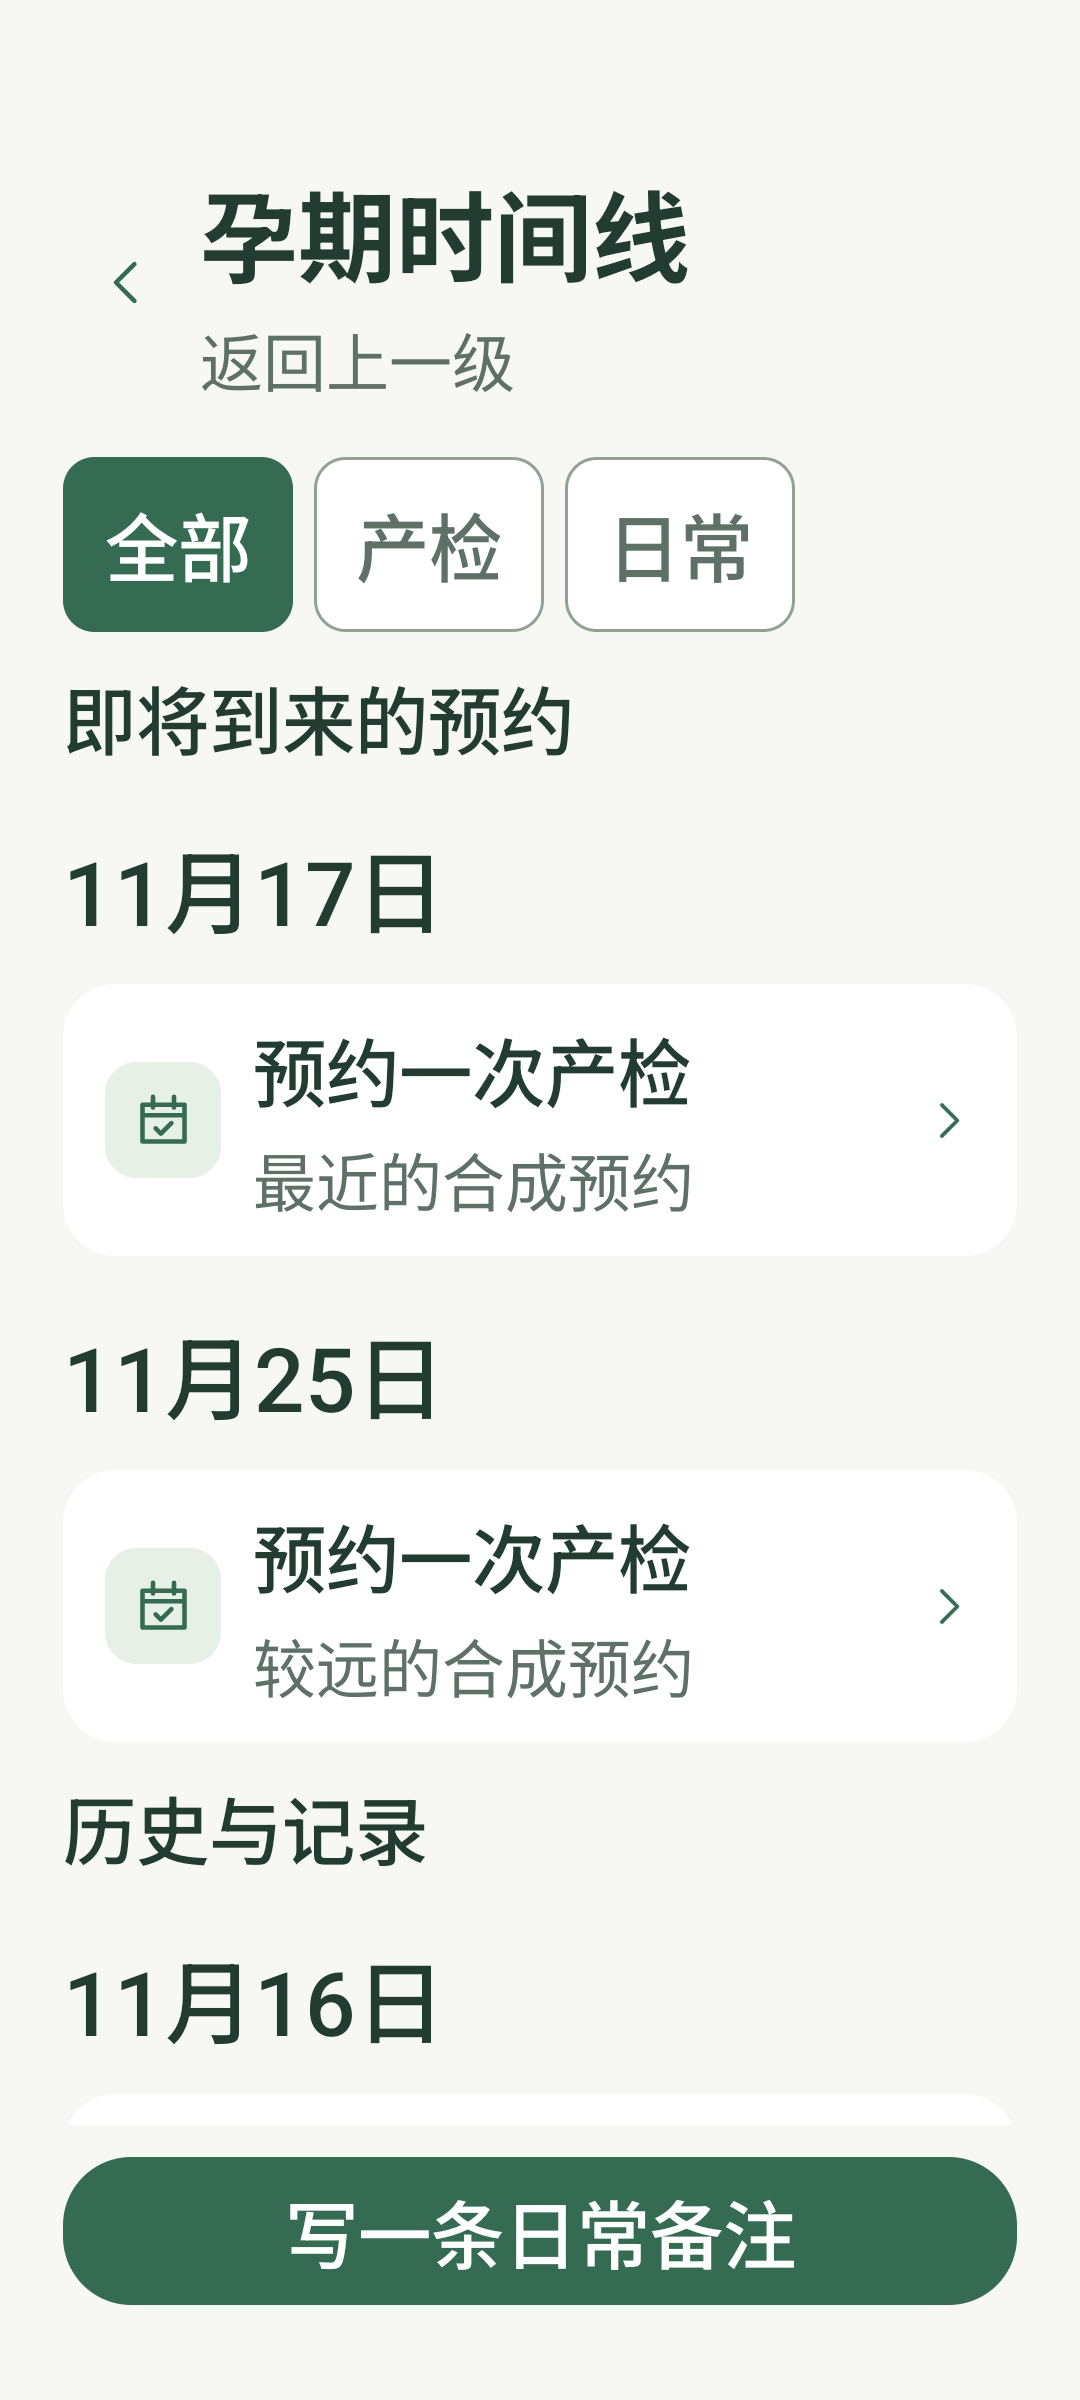 孕期时间线
返回上一级
全部 产检 日常
即将到来的预约
11月17日
预约一次产检
最近的合成预约
11月25日
预约一次产检
较远的合成预约
历史与记录
11月16日
写一条日常备注